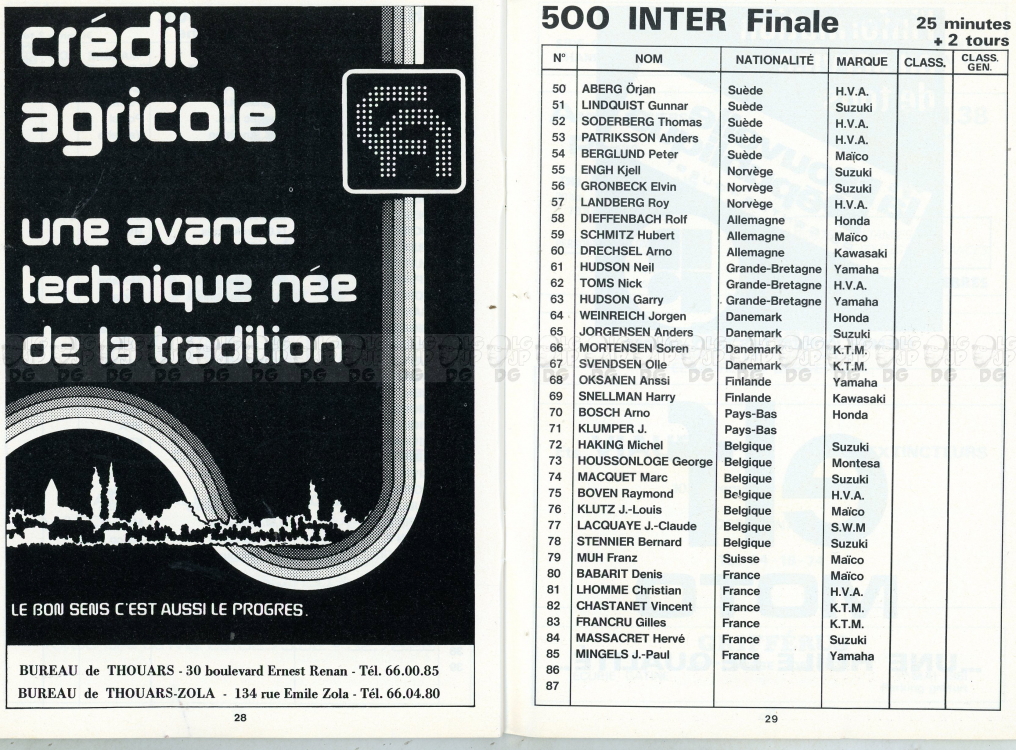 crédit
agricole
une avance
technique née
de la tradition
LE BON SENS C'EST AUSSI LE PROGRES.
BUREAU de THOUARS - 30 boulevard Ernest Renan - Tél. 66.00.85
BUREAU de THOUARS-ZOLA - 134 rue Emile Zola - Tél. 66.04.80
28
500 INTER Finale
25 minutes
+ 2 tours
N° NOM NATIONALITÉ MARQUE CLASS. CLASS. GEN.
50 ABERG Örjan Suède H.V.A.
51 LINDQUIST Gunnar Suède Suzuki
52 SODERBERG Thomas Suède H.V.A.
53 PATRIKSSON Anders Suède H.V.A.
54 BERGLUND Peter Suède Maïco
55 ENGH Kjell Norvège Suzuki
56 GRONBECK Elvin Norvège Suzuki
57 LANDBERG Roy Norvège H.V.A.
58 DIEFFENBACH Rolf Allemagne Honda
59 SCHMITZ Hubert Allemagne Maïco
60 DRECHSEL Arno Allemagne Kawasaki
61 HUDSON Neil Grande-Bretagne Yamaha
62 TOMS Nick Grande-Bretagne H.V.A.
63 HUDSON Garry Grande-Bretagne Yamaha
64 WEINREICH Jorgen Danemark Honda
65 JORGENSEN Anders Danemark Suzuki
66 MORTENSEN Soren Danemark K.T.M.
67 SVENDSEN Olle Danemark K.T.M.
68 OKSANEN Anssi Finlande Yamaha
69 SNELLMAN Harry Finlande Kawasaki
70 BOSCH Arno Pays-Bas Honda
71 KLUMPER J. Pays-Bas
72 HAKING Michel Belgique Suzuki
73 HOUSSONLOGE George Belgique Montesa
74 MACQUET Marc Belgique Suzuki
75 BOVEN Raymond Belgique H.V.A.
76 KLUTZ J.-Louis Belgique Maïco
77 LACQUAYE J.-Claude Belgique S.W.M
78 STENNIER Bernard Belgique Suzuki
79 MUH Franz Suisse Maïco
80 BABARIT Denis France Maïco
81 LHOMME Christian France H.V.A.
82 CHASTANET Vincent France K.T.M.
83 FRANCRU Gilles France K.T.M.
84 MASSACRET Hervé France Suzuki
85 MINGELS J.-Paul France Yamaha
86
87
29